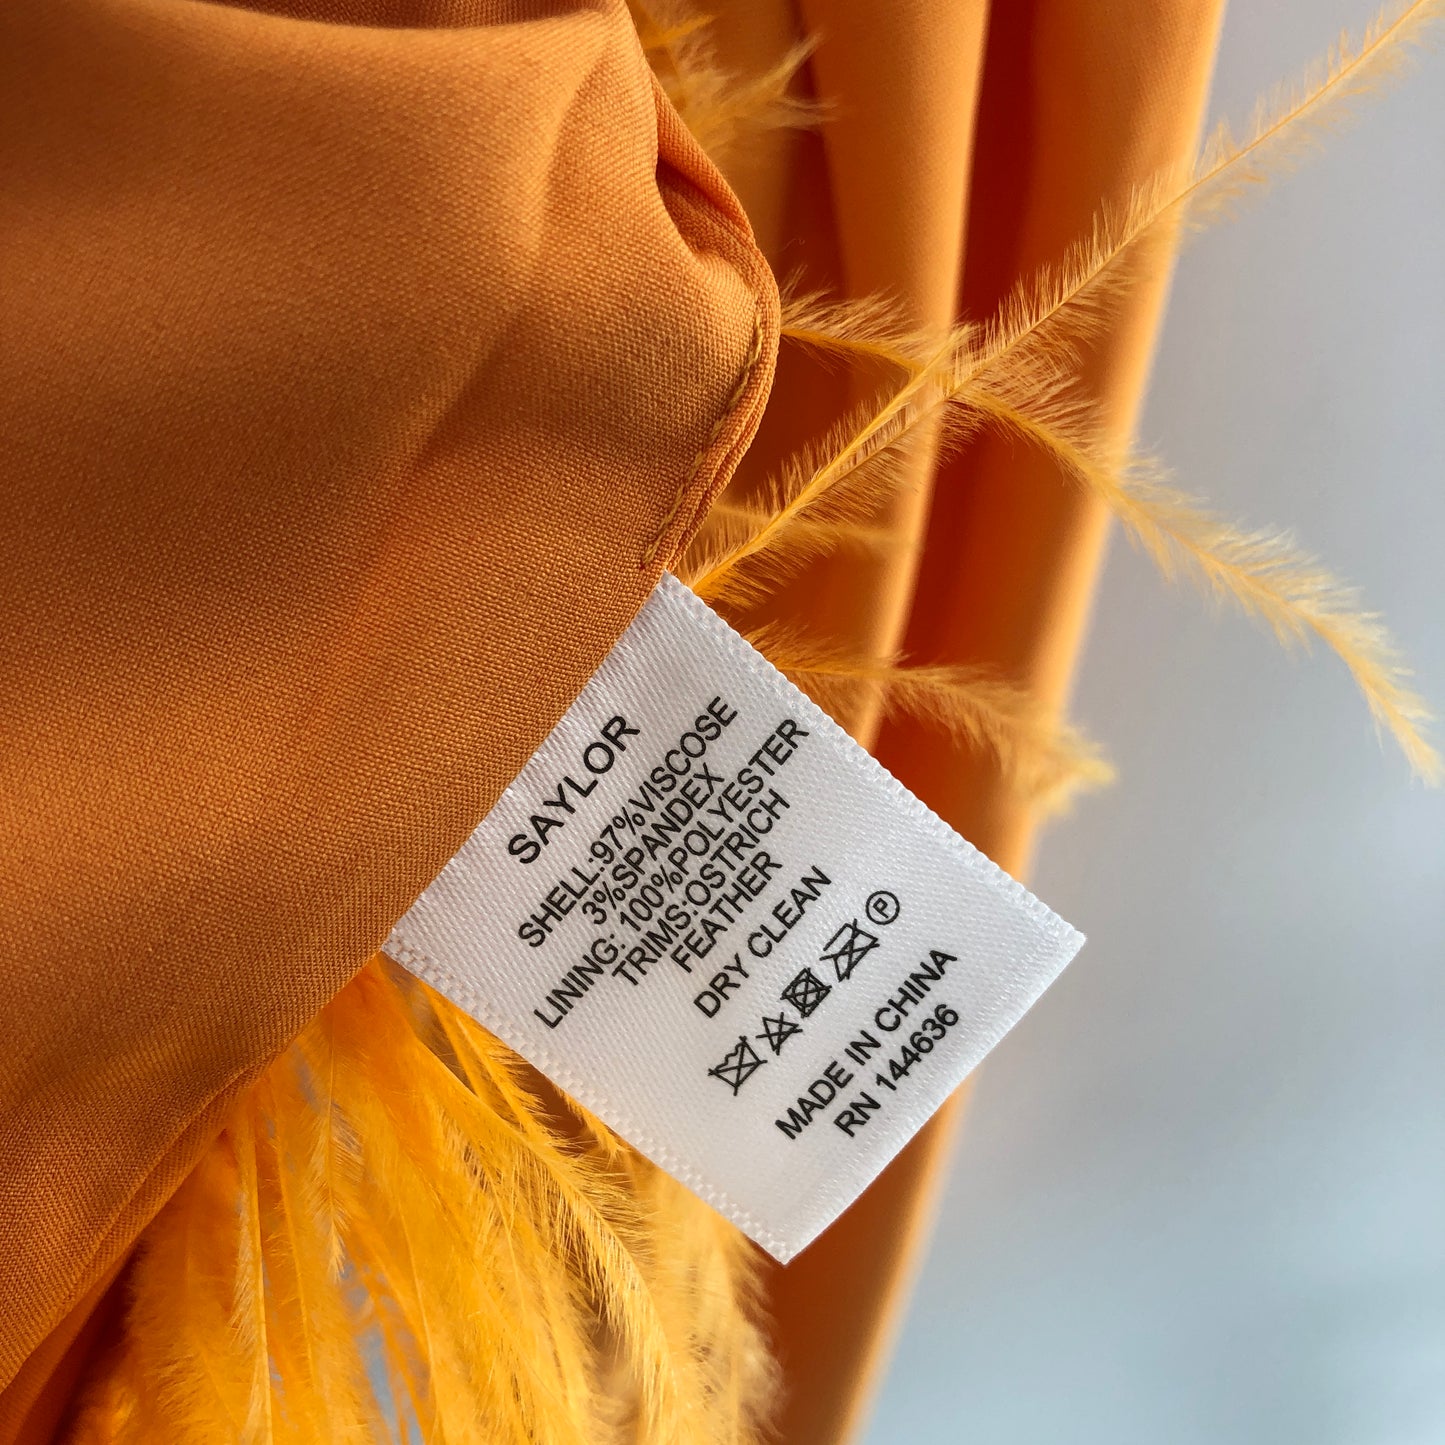 SAYLOR
SHELL:97%VISCOSE
3%SPANDEX
LINING: 100%POLYESTER
TRIMS:OSTRICH
FEATHER
DRY CLEAN
P
MADE IN CHINA
RN 144636